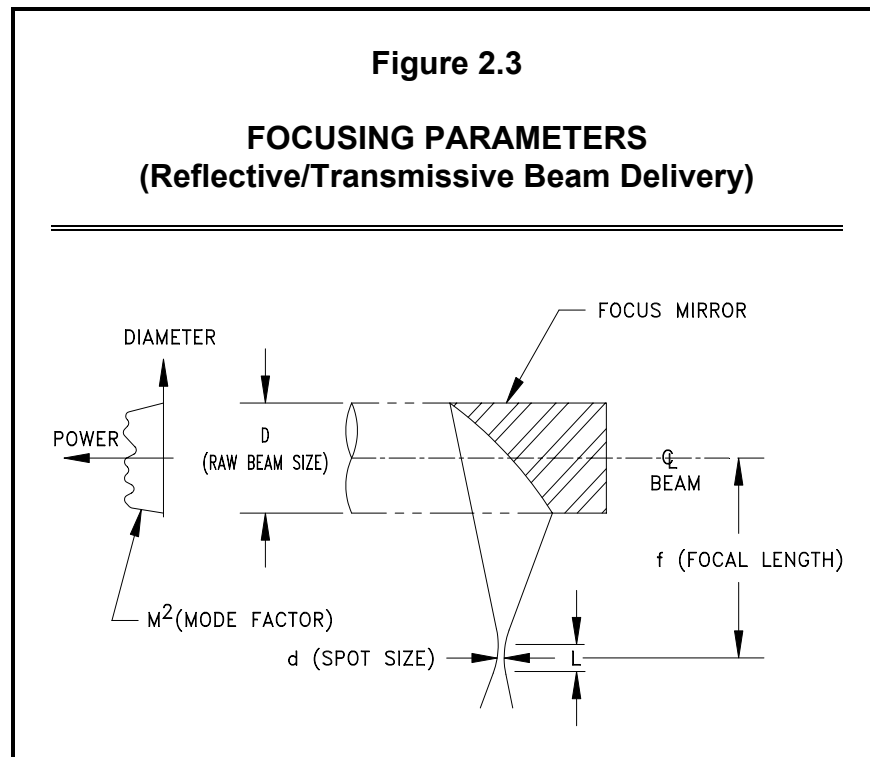 Figure 2.3
FOCUSING PARAMETERS
(Reflective/Transmissive Beam Delivery)
FOCUS MIRROR
DIAMETER
POWER
D
(RAW BEAM SIZE)
℄
BEAM
f (FOCAL LENGTH)
M²(MODE FACTOR)
d (SPOT SIZE)
L